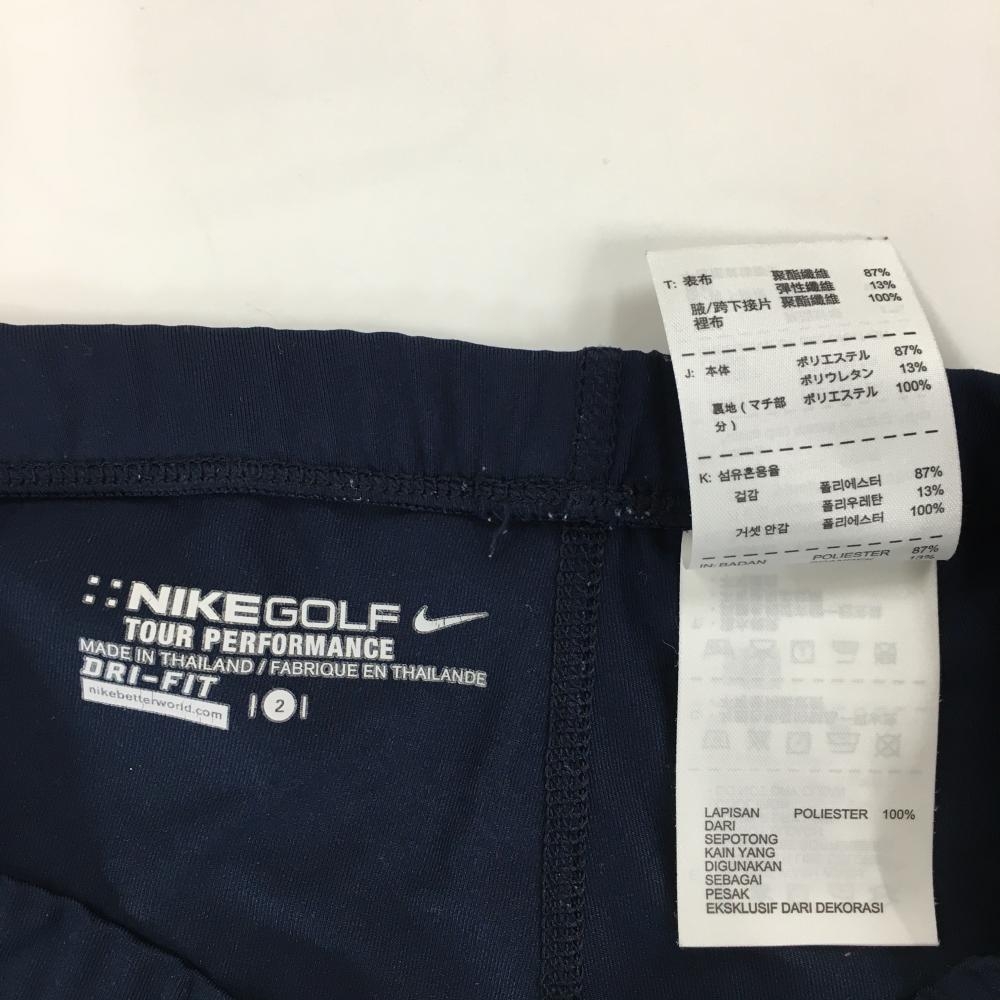 NIKEGOLF
TOUR PERFORMANCE
MADE IN THAILAND / FABRIQUE EN THAILANDE
DRI-FIT
nikebetterworld.com
2
T: 表布 聚酯纖維 87%
彈性纖維 13%
腋/跨下接片 聚酯纖維 100%
裡布
J: 本体 ポリエステル 87%
ポリウレタン 13%
裏地(マチ部 ポリエステル 100%
分)
K: 섬유혼용율
겉감 폴리에스터 87%
폴리우레탄 13%
거셋 안감 폴리에스터 100%
IN: BADAN POLIESTER 87%
13%
LAPISAN POLIESTER 100%
DARI
SEPOTONG
KAIN YANG
DIGUNAKAN
SEBAGAI
PESAK
EKSKLUSIF DARI DEKORASI